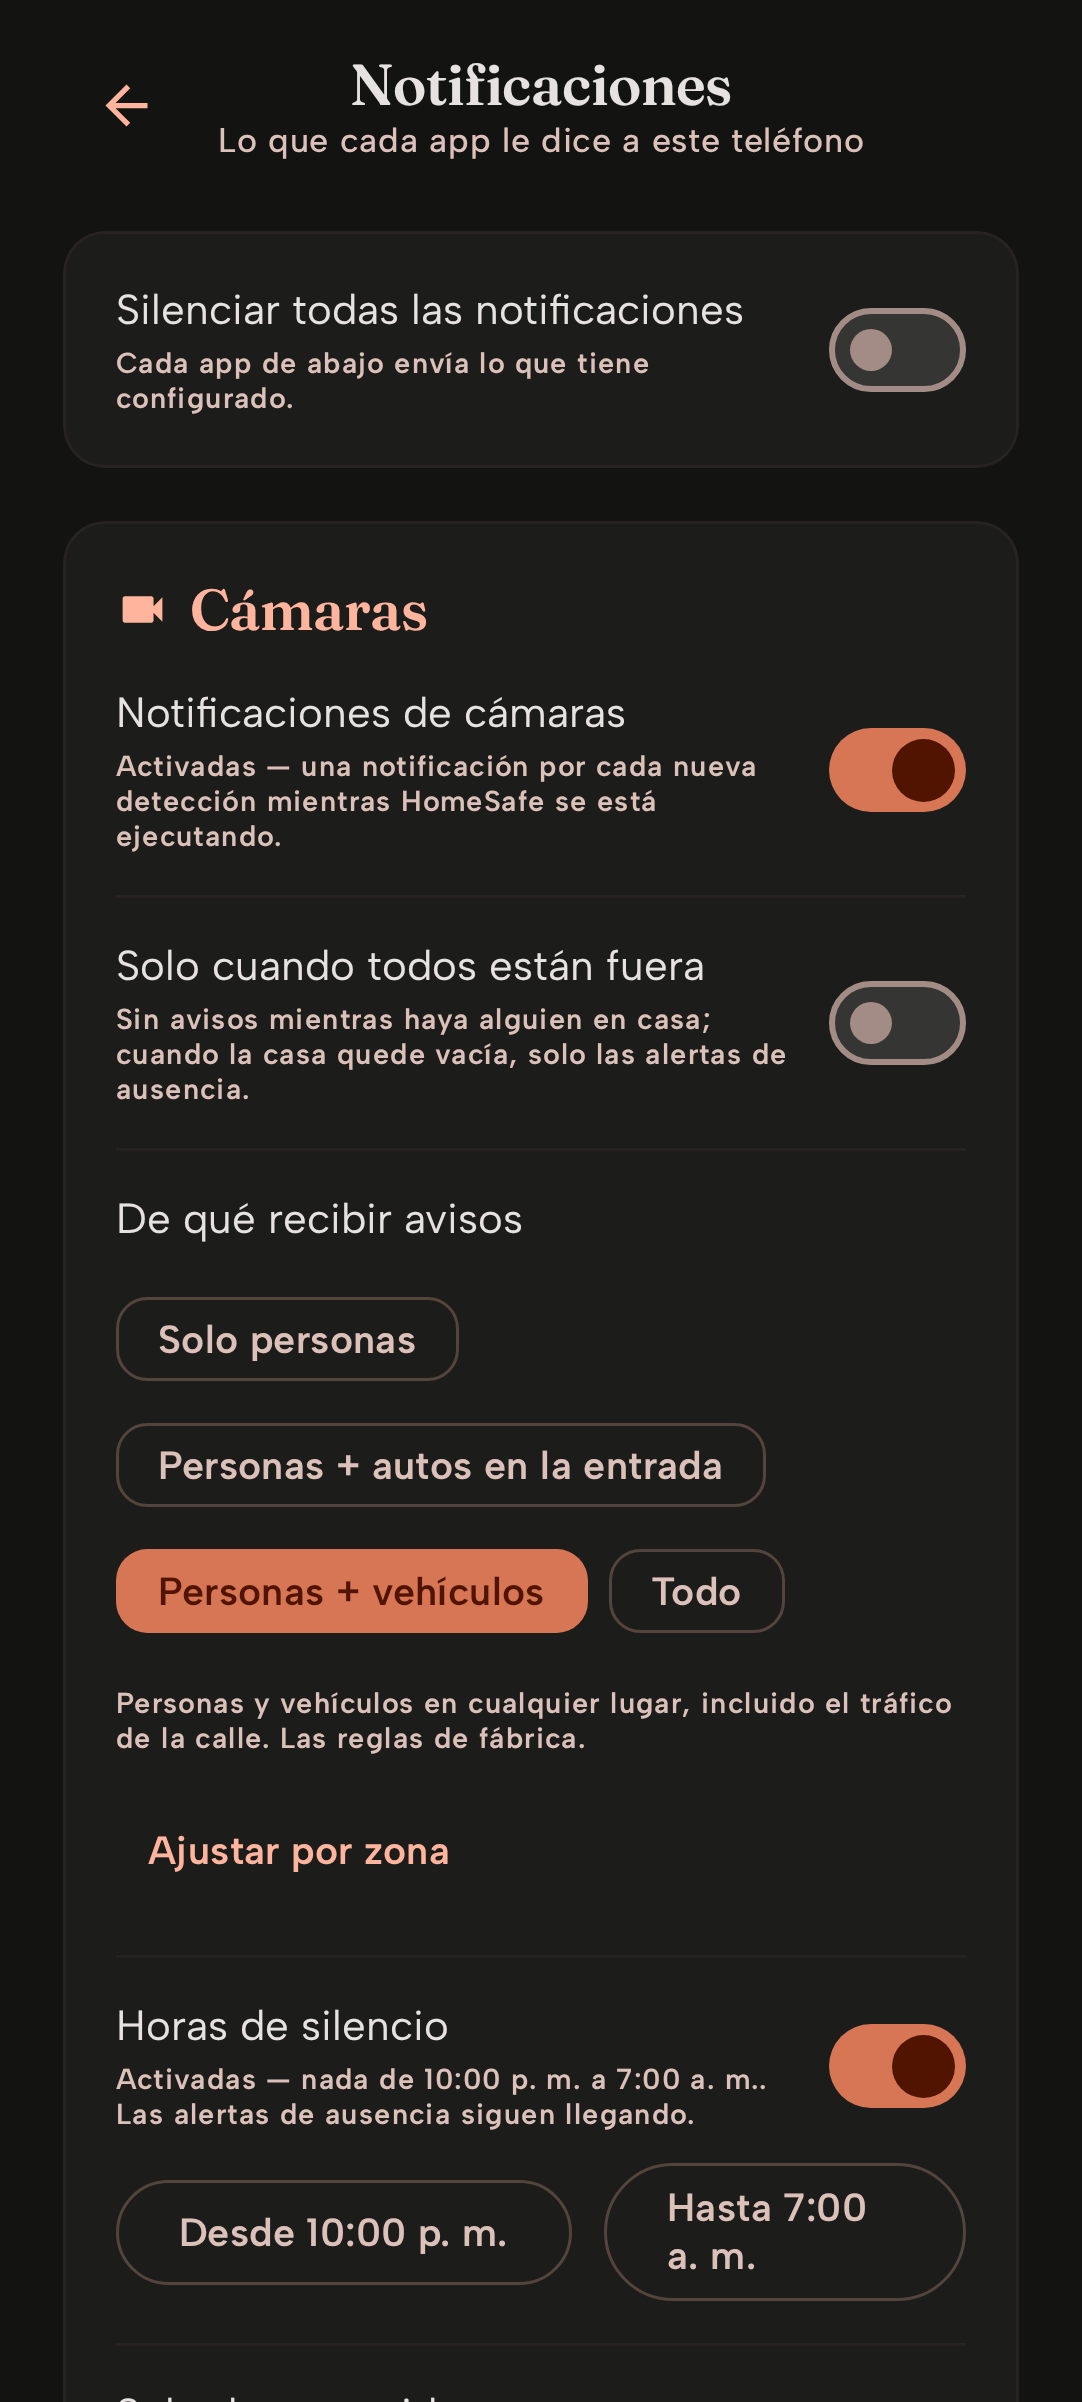 Notificaciones
Lo que cada app le dice a este teléfono
Silenciar todas las notificaciones
Cada app de abajo envía lo que tiene
configurado.
Cámaras
Notificaciones de cámaras
Activadas — una notificación por cada nueva
detección mientras HomeSafe se está
ejecutando.
Solo cuando todos están fuera
Sin avisos mientras haya alguien en casa;
cuando la casa quede vacía, solo las alertas de
ausencia.
De qué recibir avisos
Solo personas
Personas + autos en la entrada
Personas + vehículos
Todo
Personas y vehículos en cualquier lugar, incluido el tráfico
de la calle. Las reglas de fábrica.
Ajustar por zona
Horas de silencio
Activadas — nada de 10:00 p. m. a 7:00 a. m..
Las alertas de ausencia siguen llegando.
Desde 10:00 p. m.
Hasta 7:00
a. m.